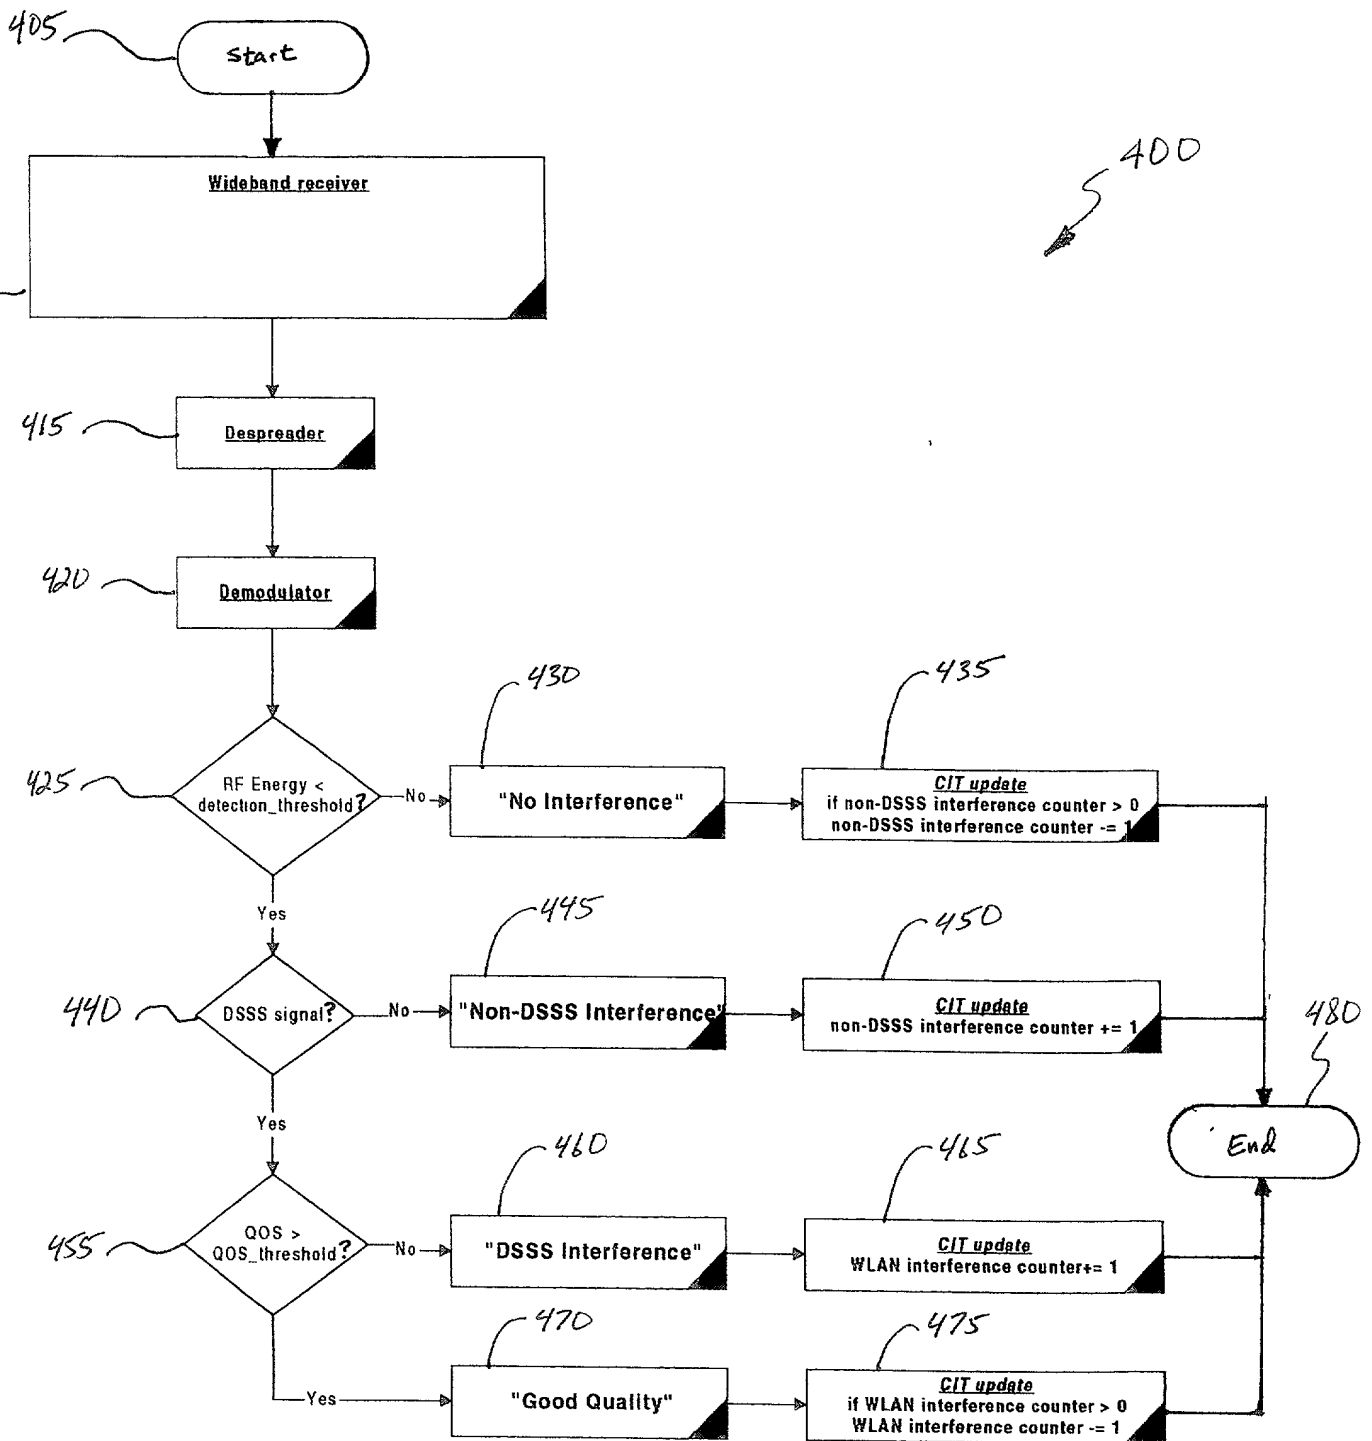 405
Start
400
Wideband receiver
415
Despreader
420
Demodulator
430
435
425
RF Energy <
detection_threshold?
No
"No Interference"
CIT update
if non-DSSS interference counter > 0
non-DSSS interference counter -= 1
Yes
445
450
440
DSSS signal?
No
"Non-DSSS Interference"
CIT update
non-DSSS interference counter += 1
480
Yes
End
460
465
455
QOS >
QOS_threshold?
No
"DSSS Interference"
CIT update
WLAN interference counter+= 1
470
475
Yes
"Good Quality"
CIT update
if WLAN interference counter > 0
WLAN interference counter -= 1